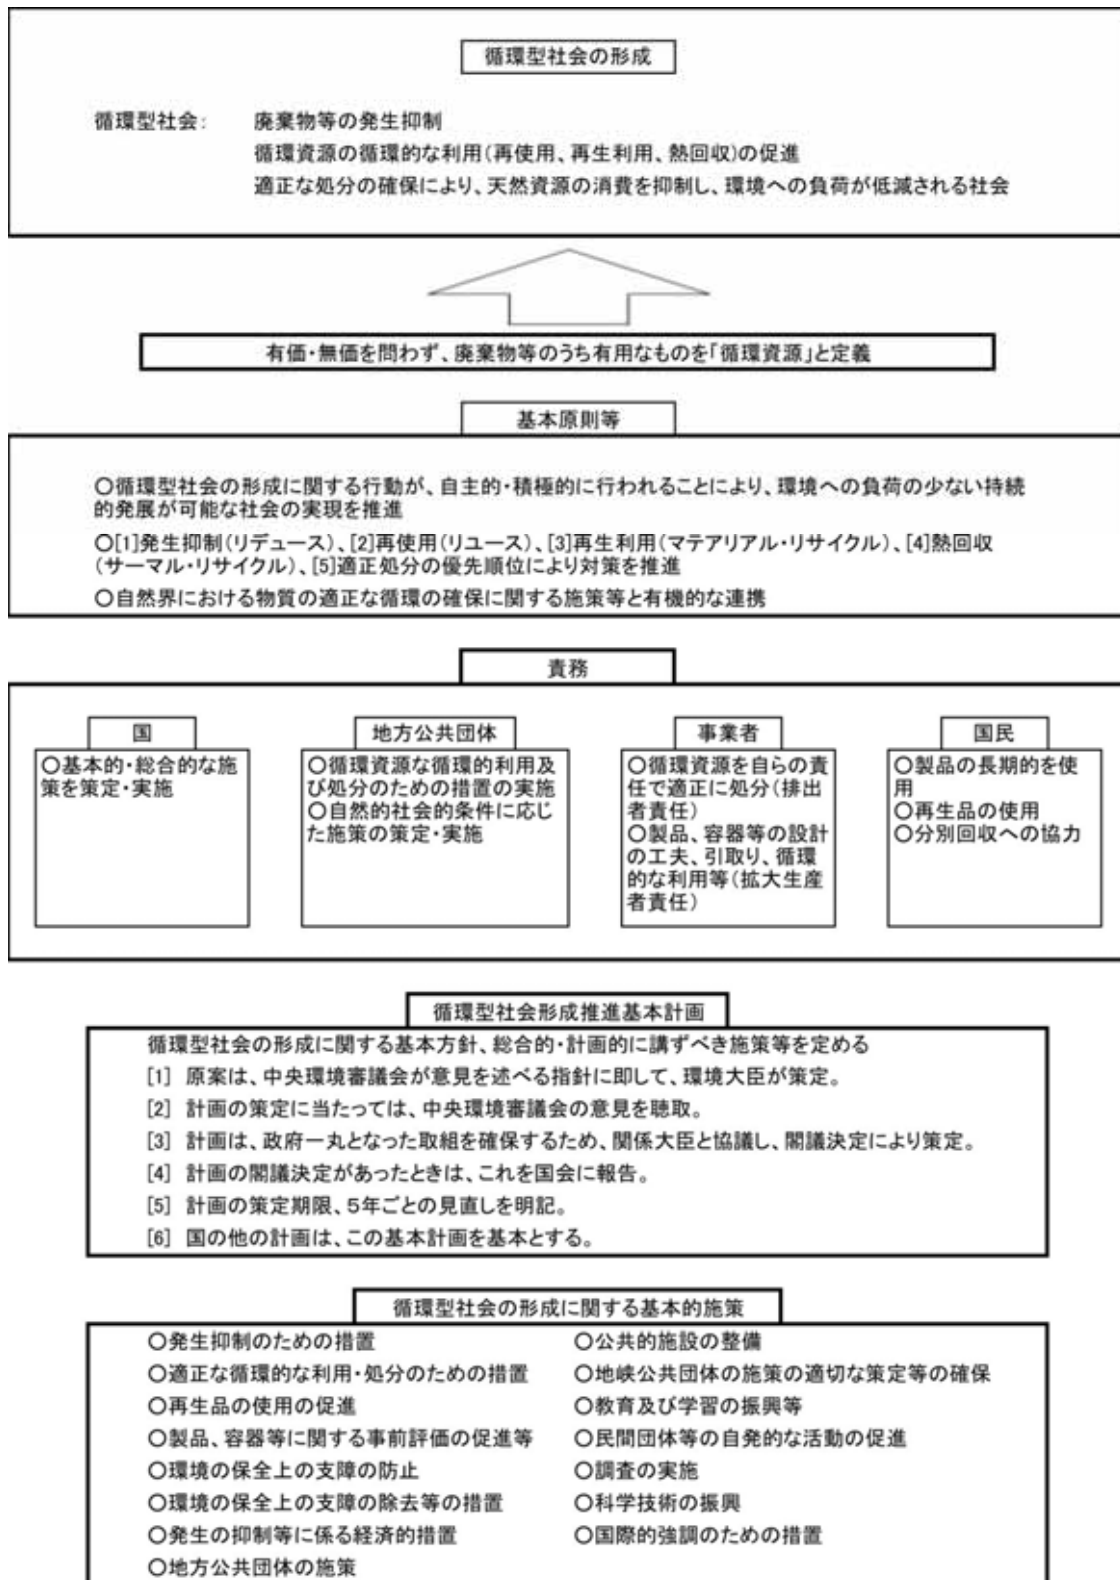 循環型社会の形成
循環型社会: 廃棄物等の発生抑制
循環資源の循環的な利用(再使用、再生利用、熱回収)の促進
適正な処分の確保により、天然資源の消費を抑制し、環境への負荷が低減される社会
有価・無価を問わず、廃棄物等のうち有用なものを「循環資源」と定義
基本原則等
○循環型社会の形成に関する行動が、自主的・積極的に行われることにより、環境への負荷の少ない持続
的発展が可能な社会の実現を推進
○[1]発生抑制(リデュース)、[2]再使用(リユース)、[3]再生利用(マテアリアル・リサイクル)、[4]熱回収
(サーマル・リサイクル)、[5]適正処分の優先順位により対策を推進
○自然界における物質の適正な循環の確保に関する施策等と有機的な連携
責務
国
○基本的・総合的な施
策を策定・実施
地方公共団体
○循環資源な循環的利用及
び処分のための措置の実施
○自然的社会的条件に応じ
た施策の策定・実施
事業者
○循環資源を自らの責
任で適正に処分(排出
者責任)
○製品、容器等の設計
の工夫、引取り、循環
的な利用等(拡大生産
者責任)
国民
○製品の長期的を使
用
○再生品の使用
○分別回収への協力
循環型社会形成推進基本計画
循環型社会の形成に関する基本方針、総合的・計画的に講ずべき施策等を定める
[1] 原案は、中央環境審議会が意見を述べる指針に即して、環境大臣が策定。
[2] 計画の策定に当たっては、中央環境審議会の意見を聴取。
[3] 計画は、政府一丸となった取組を確保するため、関係大臣と協議し、閣議決定により策定。
[4] 計画の閣議決定があったときは、これを国会に報告。
[5] 計画の策定期限、5年ごとの見直しを明記。
[6] 国の他の計画は、この基本計画を基本とする。
循環型社会の形成に関する基本的施策
○発生抑制のための措置
○適正な循環的な利用・処分のための措置
○再生品の使用の促進
○製品、容器等に関する事前評価の促進等
○環境の保全上の支障の防止
○環境の保全上の支障の除去等の措置
○発生の抑制等に係る経済的措置
○地方公共団体の施策
○公共的施設の整備
○地峡公共団体の施策の適切な策定等の確保
○教育及び学習の振興等
○民間団体等の自発的な活動の促進
○調査の実施
○科学技術の振興
○国際的強調のための措置